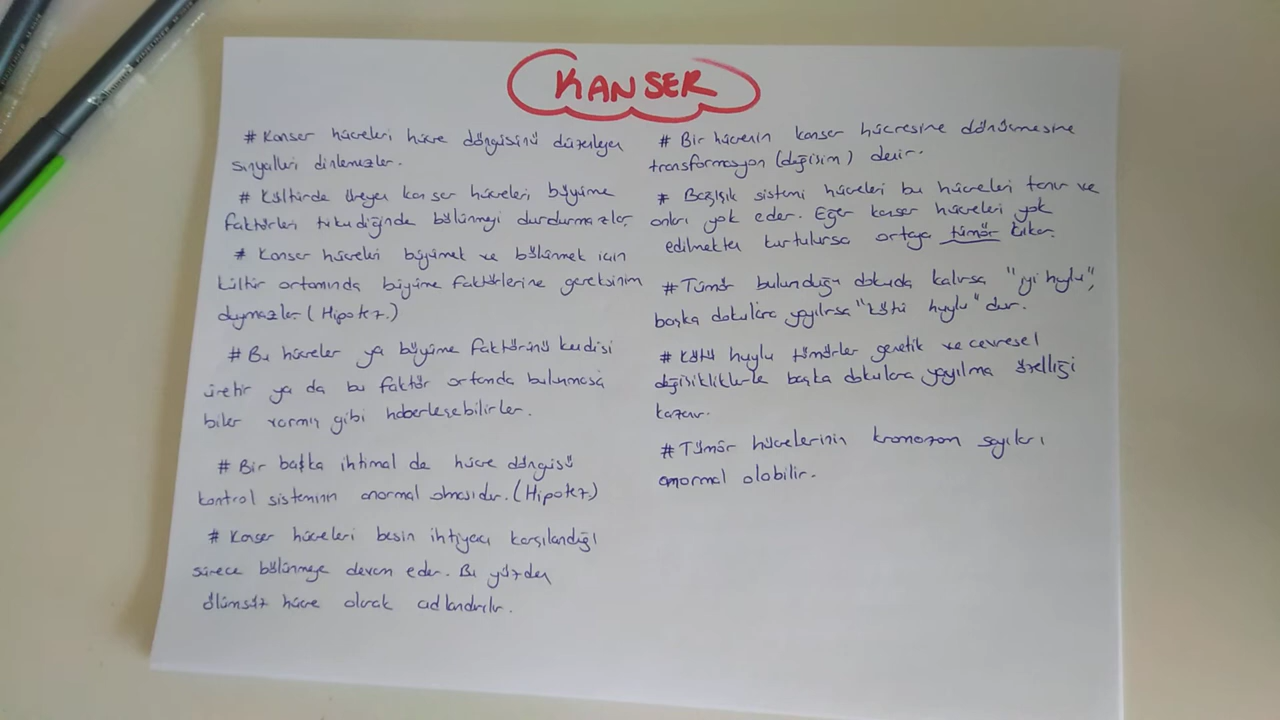 KANSER
# Kanser hücreleri hücre döngüsünü düzenleyen
sinyalleri dinlemezler.
# Kültürde üreyen kanser hücreleri, büyüme
faktörleri tükendiğinde bölünmeyi durdurmazlar.
# Kanser hücreleri büyümek ve bölünmek için
kültür ortamında büyüme faktörlerine gereksinim
duymazlar (Hipotez.)
# Bu hücreler ya büyüme faktörünü kendisi
üretir ya da bu faktör ortamda bulunmasa
bile varmış gibi haberleşebilirler.
# Bir başka ihtimal de hücre döngüsü
kontrol sisteminin anormal olmasıdır. (Hipotez)
# Kanser hücreleri besin ihtiyacı karşılandığı
sürece bölünmeye devam eder. Bu yüzden
ölümsüz hücre olarak adlandırılır.
# Bir hücrenin kanser hücresine dönüşmesine
transformasyon (değişim) denir.
# Bağışık sistemi hücreleri bu hücreleri tanır ve
onları yok eder. Eğer kanser hücreleri yok
edilmekten kurtulursa ortaya tümör çıkar.
# Tümör bulunduğu dokuda kalırsa "iyi huylu",
başka dokulara yayılırsa "kötü huylu" dur.
# Kötü huylu tümörler genetik ve çevresel
değişikliklerle başka dokulara yayılma özelliği
kazanır.
# Tümör hücrelerinin kromozom sayıları
anormal olabilir.